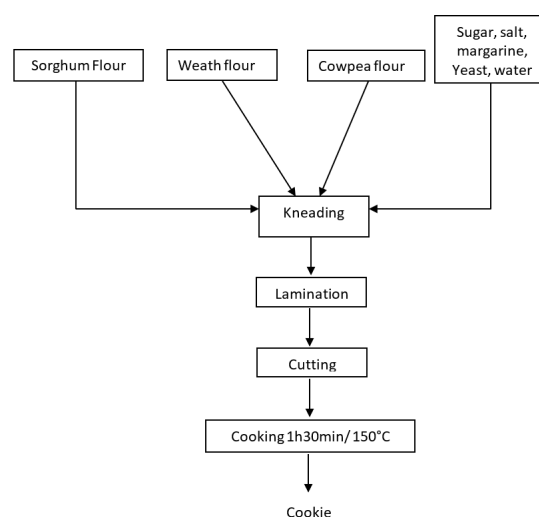 Sorghum Flour
Weath flour
Cowpea flour
Sugar, salt,
margarine,
Yeast, water
Kneading
Lamination
Cutting
Cooking 1h30min/ 150°C
Cookie